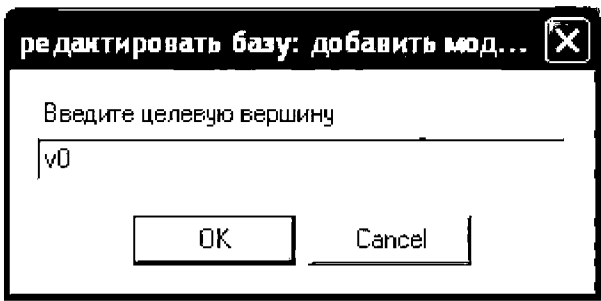 редактировать базу: добавить мод...
Введите целевую вершину
v0
OK
Cancel